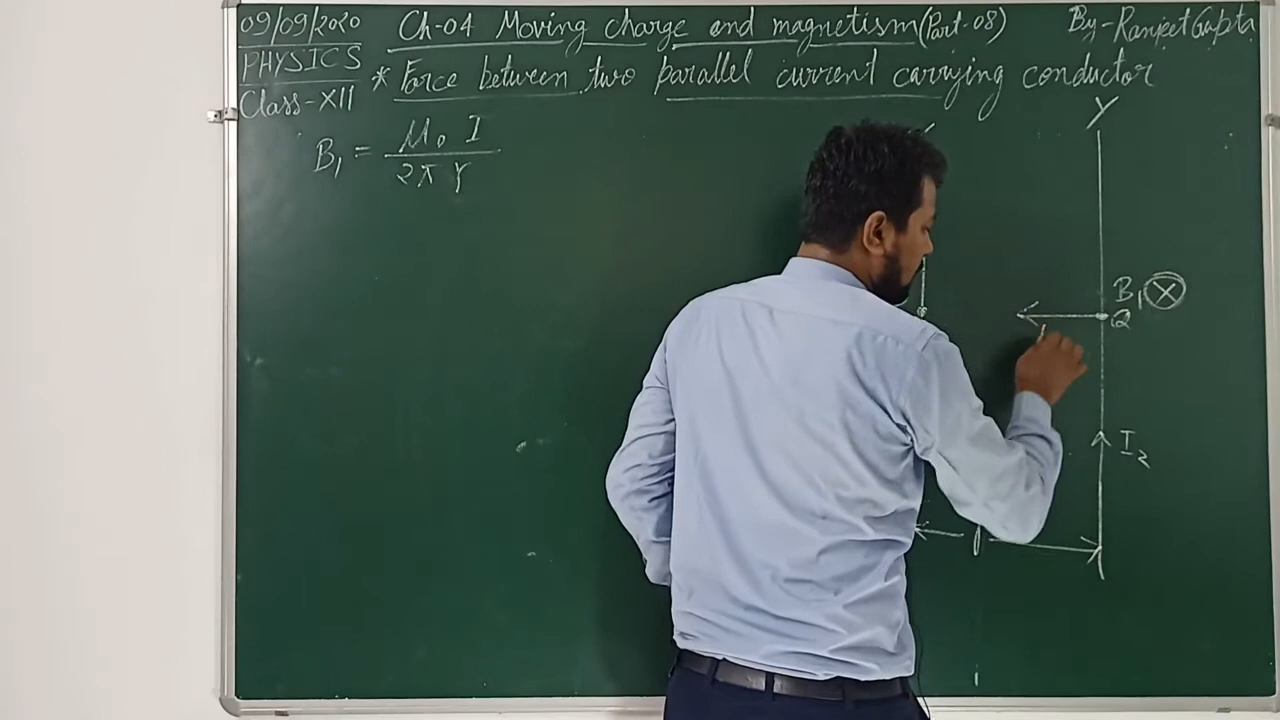 09/09/2020 Ch-04 Moving charge and magnetism (Part-08) By-Ranjeet Gupta
PHYSICS
Class-XII
* Force between two parallel current carrying conductor
B₁ = μ₀ I / 2π r
Y
B₁ ⊗
Q
I₂